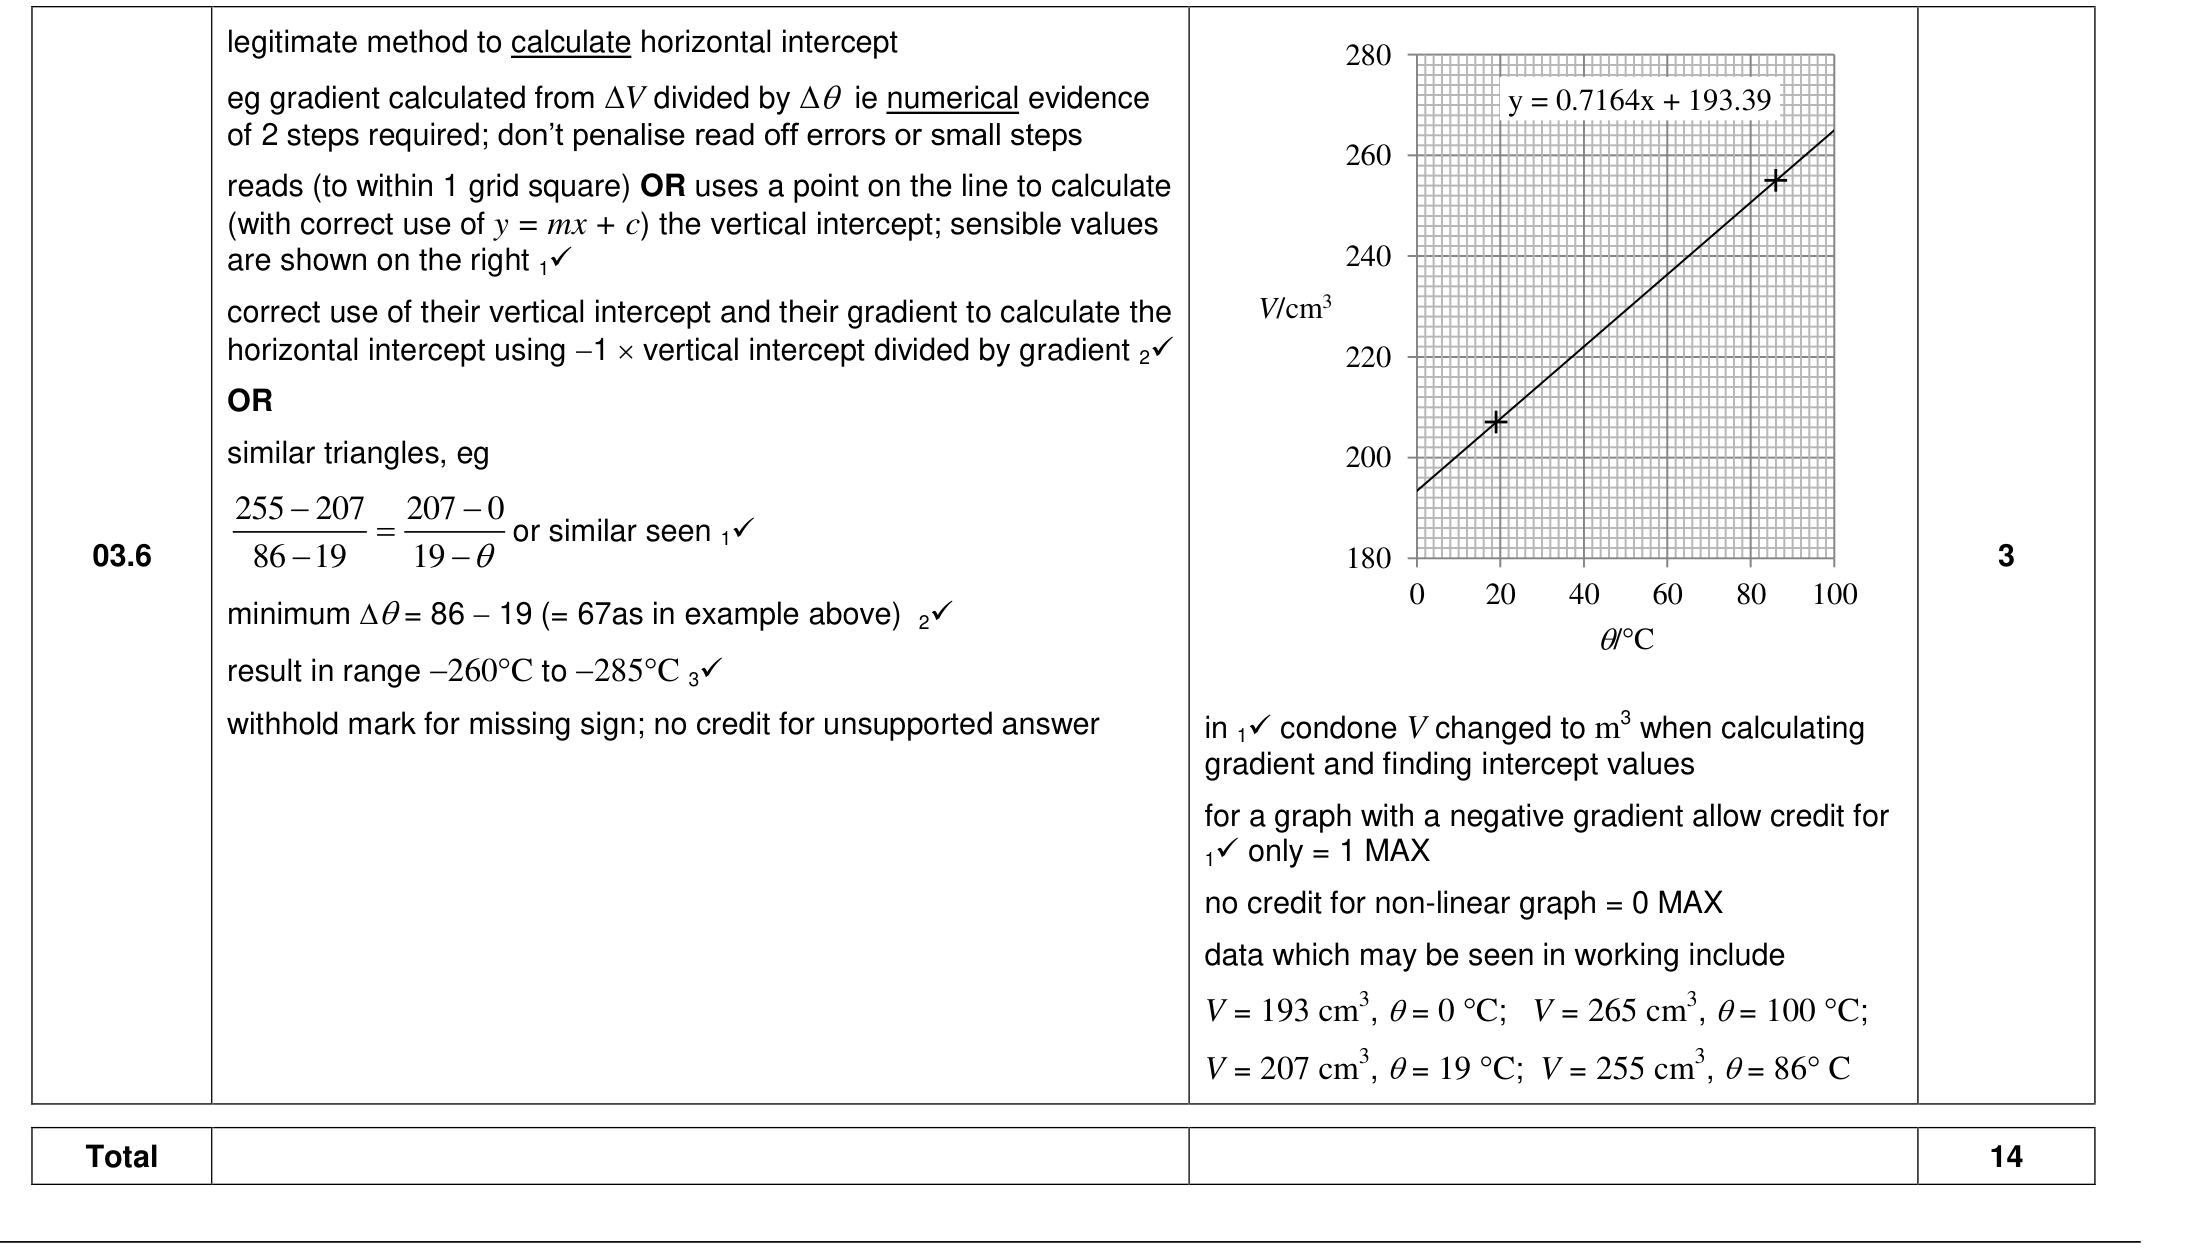 03.6
legitimate method to calculate horizontal intercept
eg gradient calculated from ΔV divided by Δθ ie numerical evidence
of 2 steps required; don’t penalise read off errors or small steps
reads (to within 1 grid square) OR uses a point on the line to calculate
(with correct use of y = mx + c) the vertical intercept; sensible values
are shown on the right ₁✓
correct use of their vertical intercept and their gradient to calculate the
horizontal intercept using –1 × vertical intercept divided by gradient ₂✓
OR
similar triangles, eg
(255 – 207)/(86 – 19) = (207 – 0)/(19 – θ) or similar seen ₁✓
minimum Δθ = 86 – 19 (= 67as in example above) ₂✓
result in range –260°C to –285°C ₃✓
withhold mark for missing sign; no credit for unsupported answer
280
y = 0.7164x + 193.39
260
240
V/cm³
220
200
180
0 20 40 60 80 100
θ/°C
in ₁✓ condone V changed to m³ when calculating
gradient and finding intercept values
for a graph with a negative gradient allow credit for
₁✓ only = 1 MAX
no credit for non-linear graph = 0 MAX
data which may be seen in working include
V = 193 cm³, θ = 0 °C; V = 265 cm³, θ = 100 °C;
V = 207 cm³, θ = 19 °C; V = 255 cm³, θ = 86° C
3
Total
14